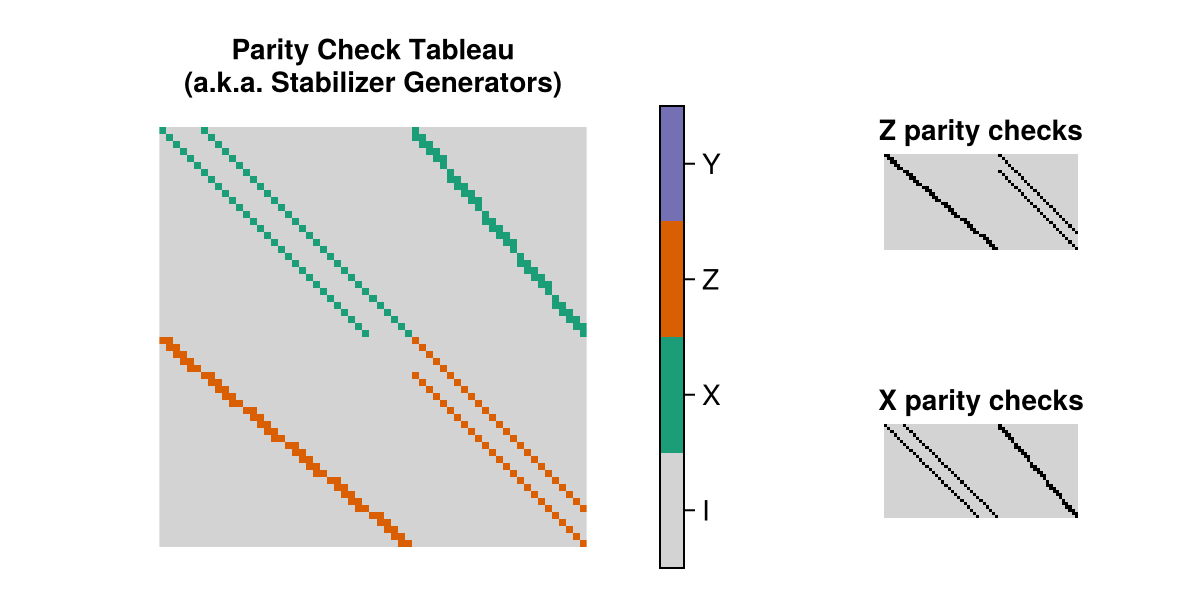 Parity Check Tableau
(a.k.a. Stabilizer Generators)
Y
Z
X
I
Z parity checks
X parity checks